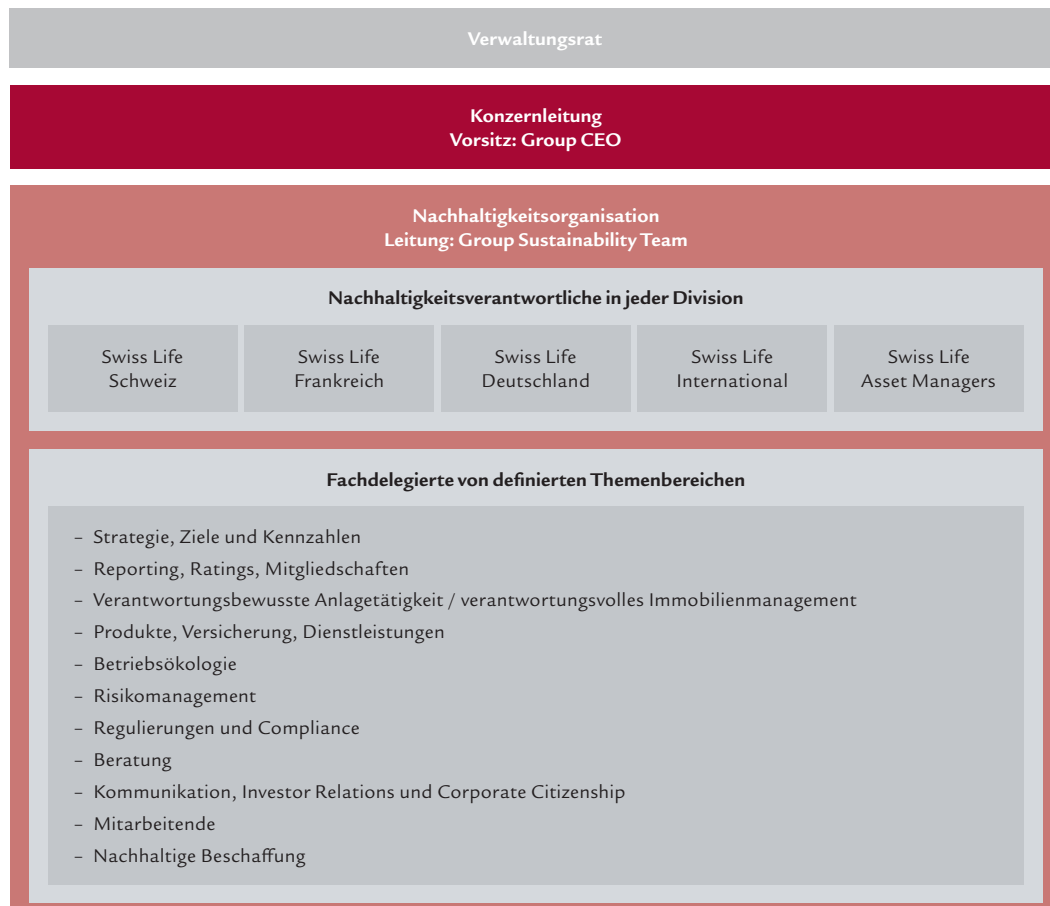 Verwaltungsrat
Konzernleitung
Vorsitz: Group CEO
Nachhaltigkeitsorganisation
Leitung: Group Sustainability Team
Nachhaltigkeitsverantwortliche in jeder Division
Swiss Life
Schweiz
Swiss Life
Frankreich
Swiss Life
Deutschland
Swiss Life
International
Swiss Life
Asset Managers
Fachdelegierte von definierten Themenbereichen
– Strategie, Ziele und Kennzahlen
– Reporting, Ratings, Mitgliedschaften
– Verantwortungsbewusste Anlagetätigkeit / verantwortungsvolles Immobilienmanagement
– Produkte, Versicherung, Dienstleistungen
– Betriebsökologie
– Risikomanagement
– Regulierungen und Compliance
– Beratung
– Kommunikation, Investor Relations und Corporate Citizenship
– Mitarbeitende
– Nachhaltige Beschaffung